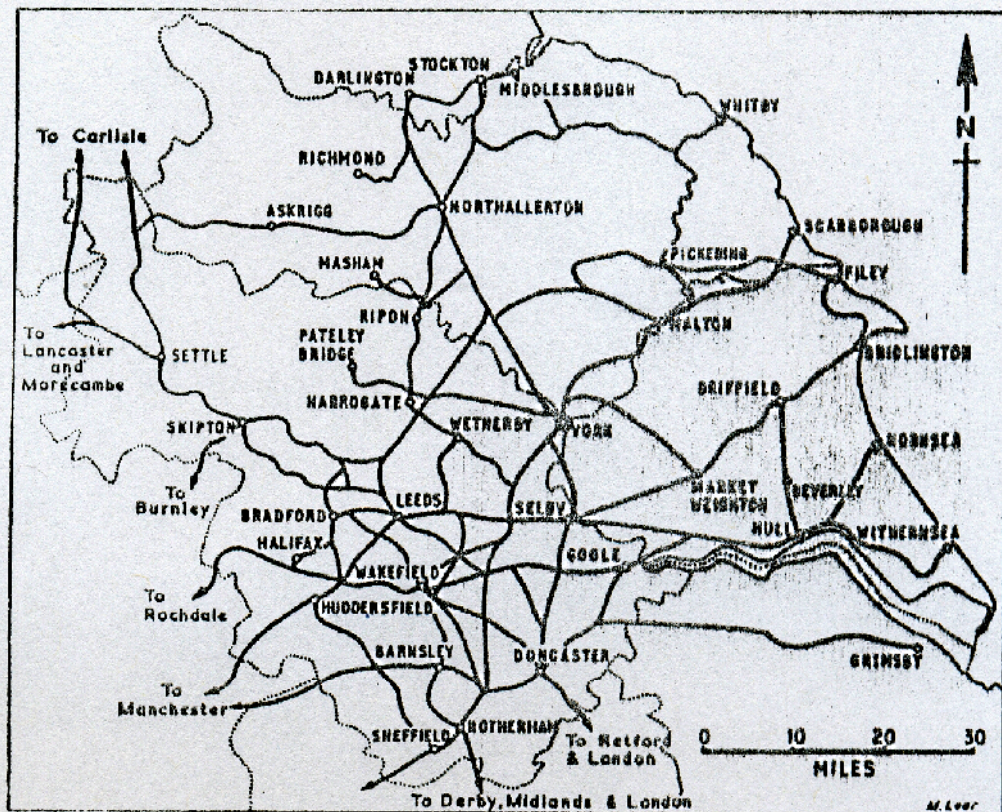 STOCKTON
DARLINGTON
MIDDLESBROUGH
WHITBY
To Carlisle
N
RICHMOND
ASKRIGG
NORTHALLERTON
SCARBOROUGH
PICKERING
MASHAM
FILEY
RIPON
MALTON
To
Lancaster
and
Morecambe
SETTLE
PATELEY
BRIDGE
BRIDLINGTON
DRIFFIELD
HARROGATE
WETHERBY
YORK
SKIPTON
HORNSEA
MARKET
WEIGHTON
BEVERLEY
To
Burnley
LEEDS
SELBY
BRADFORD
HULL
WITHERNSEA
HALIFAX
GOOLE
WAKEFIELD
To
Rochdale
HUDDERSFIELD
BARNSLEY
DONCASTER
GRIMSBY
To
Manchester
SHEFFIELD
ROTHERHAM
To Retford
& London
0 10 20 30
MILES
To Derby, Midlands & London